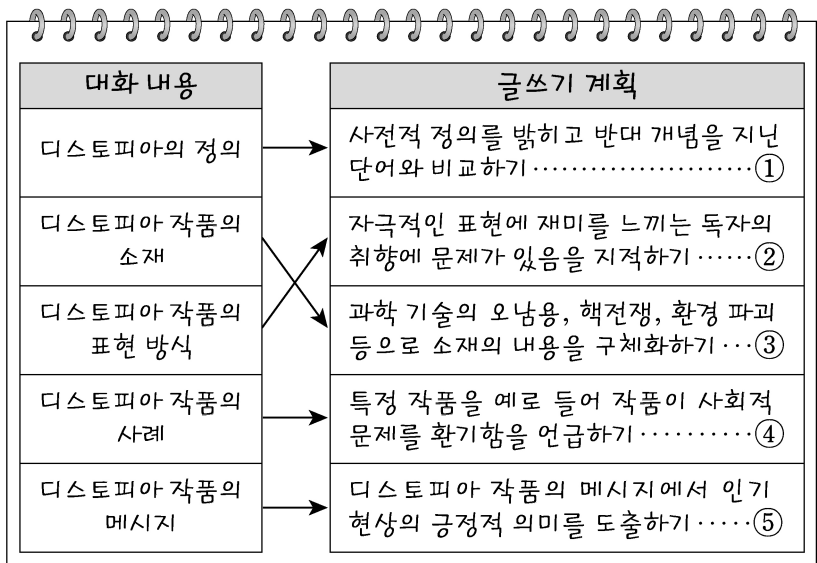 대화 내용
글쓰기 계획
디스토피아의 정의
사전적 정의를 밝히고 반대 개념을 지닌
단어와 비교하기 ······················· ①
디스토피아 작품의
소재
자극적인 표현에 재미를 느끼는 독자의
취향에 문제가 있음을 지적하기 ······ ②
디스토피아 작품의
표현 방식
과학 기술의 오남용, 핵전쟁, 환경 파괴
등으로 소재의 내용을 구체화하기 ··· ③
디스토피아 작품의
사례
특정 작품을 예로 들어 작품이 사회적
문제를 환기함을 언급하기 ·········· ④
디스토피아 작품의
메시지
디스토피아 작품의 메시지에서 인기
현상의 긍정적 의미를 도출하기 ····· ⑤